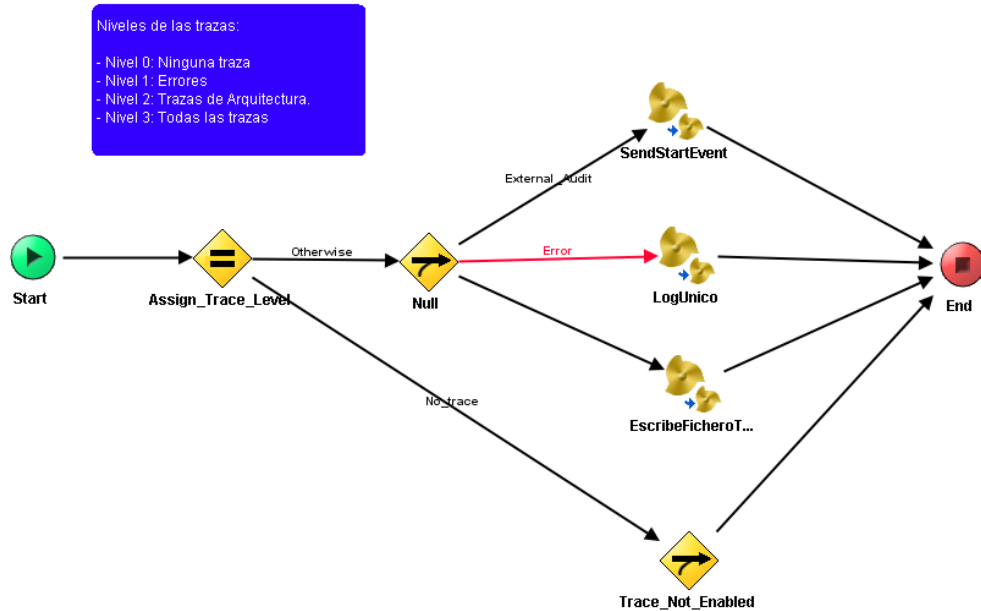 Niveles de las trazas:
- Nivel 0: Ninguna traza
- Nivel 1: Errores
- Nivel 2: Trazas de Arquitectura.
- Nivel 3: Todas las trazas
SendStartEvent
External_Audit
Otherwise
Error
Start
Assign_Trace_Level
Null
LogUnico
End
No_trace
EscribeFicheroT...
Trace_Not_Enabled